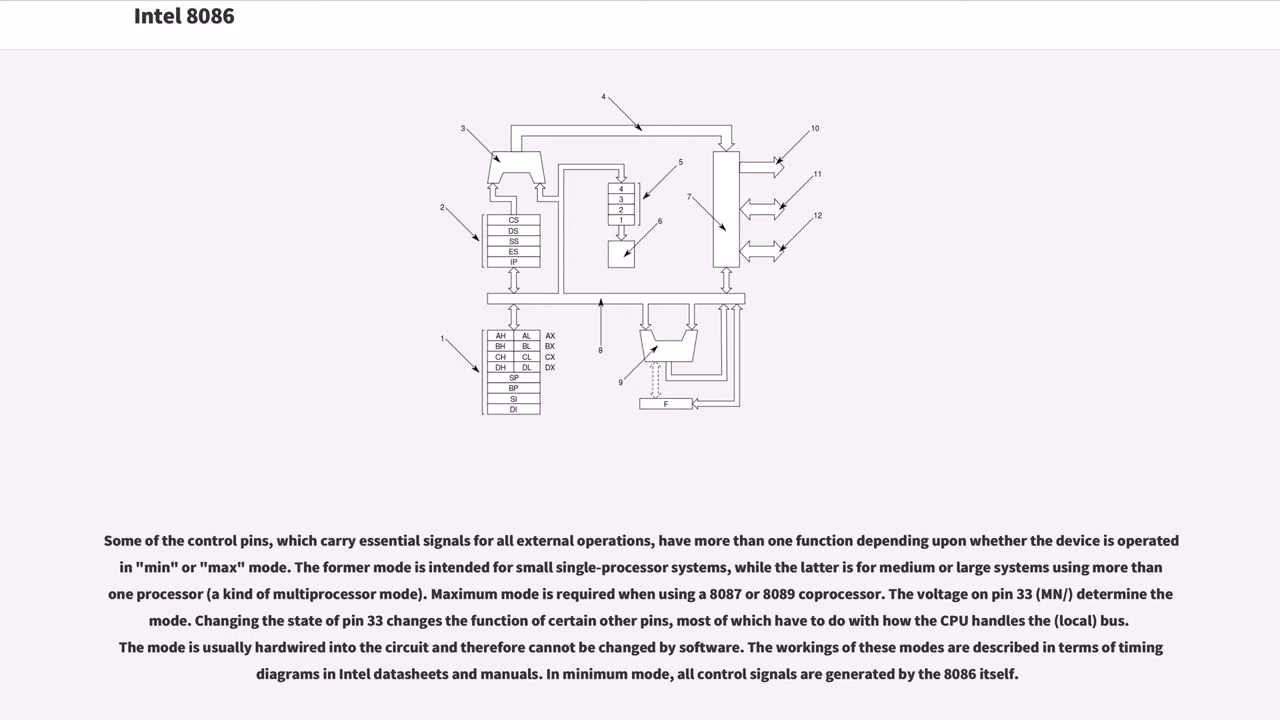 Intel 8086
4
3
10
5
11
7
2
12
6
4
3
2
1
CS
DS
SS
ES
IP
1
8
9
AH AL AX
BH BL BX
CH CL CX
DH DL DX
SP
BP
SI
DI
F
Some of the control pins, which carry essential signals for all external operations, have more than one function depending upon whether the device is operated
in "min" or "max" mode. The former mode is intended for small single-processor systems, while the latter is for medium or large systems using more than
one processor (a kind of multiprocessor mode). Maximum mode is required when using a 8087 or 8089 coprocessor. The voltage on pin 33 (MN/) determine the
mode. Changing the state of pin 33 changes the function of certain other pins, most of which have to do with how the CPU handles the (local) bus.
The mode is usually hardwired into the circuit and therefore cannot be changed by software. The workings of these modes are described in terms of timing
diagrams in Intel datasheets and manuals. In minimum mode, all control signals are generated by the 8086 itself.